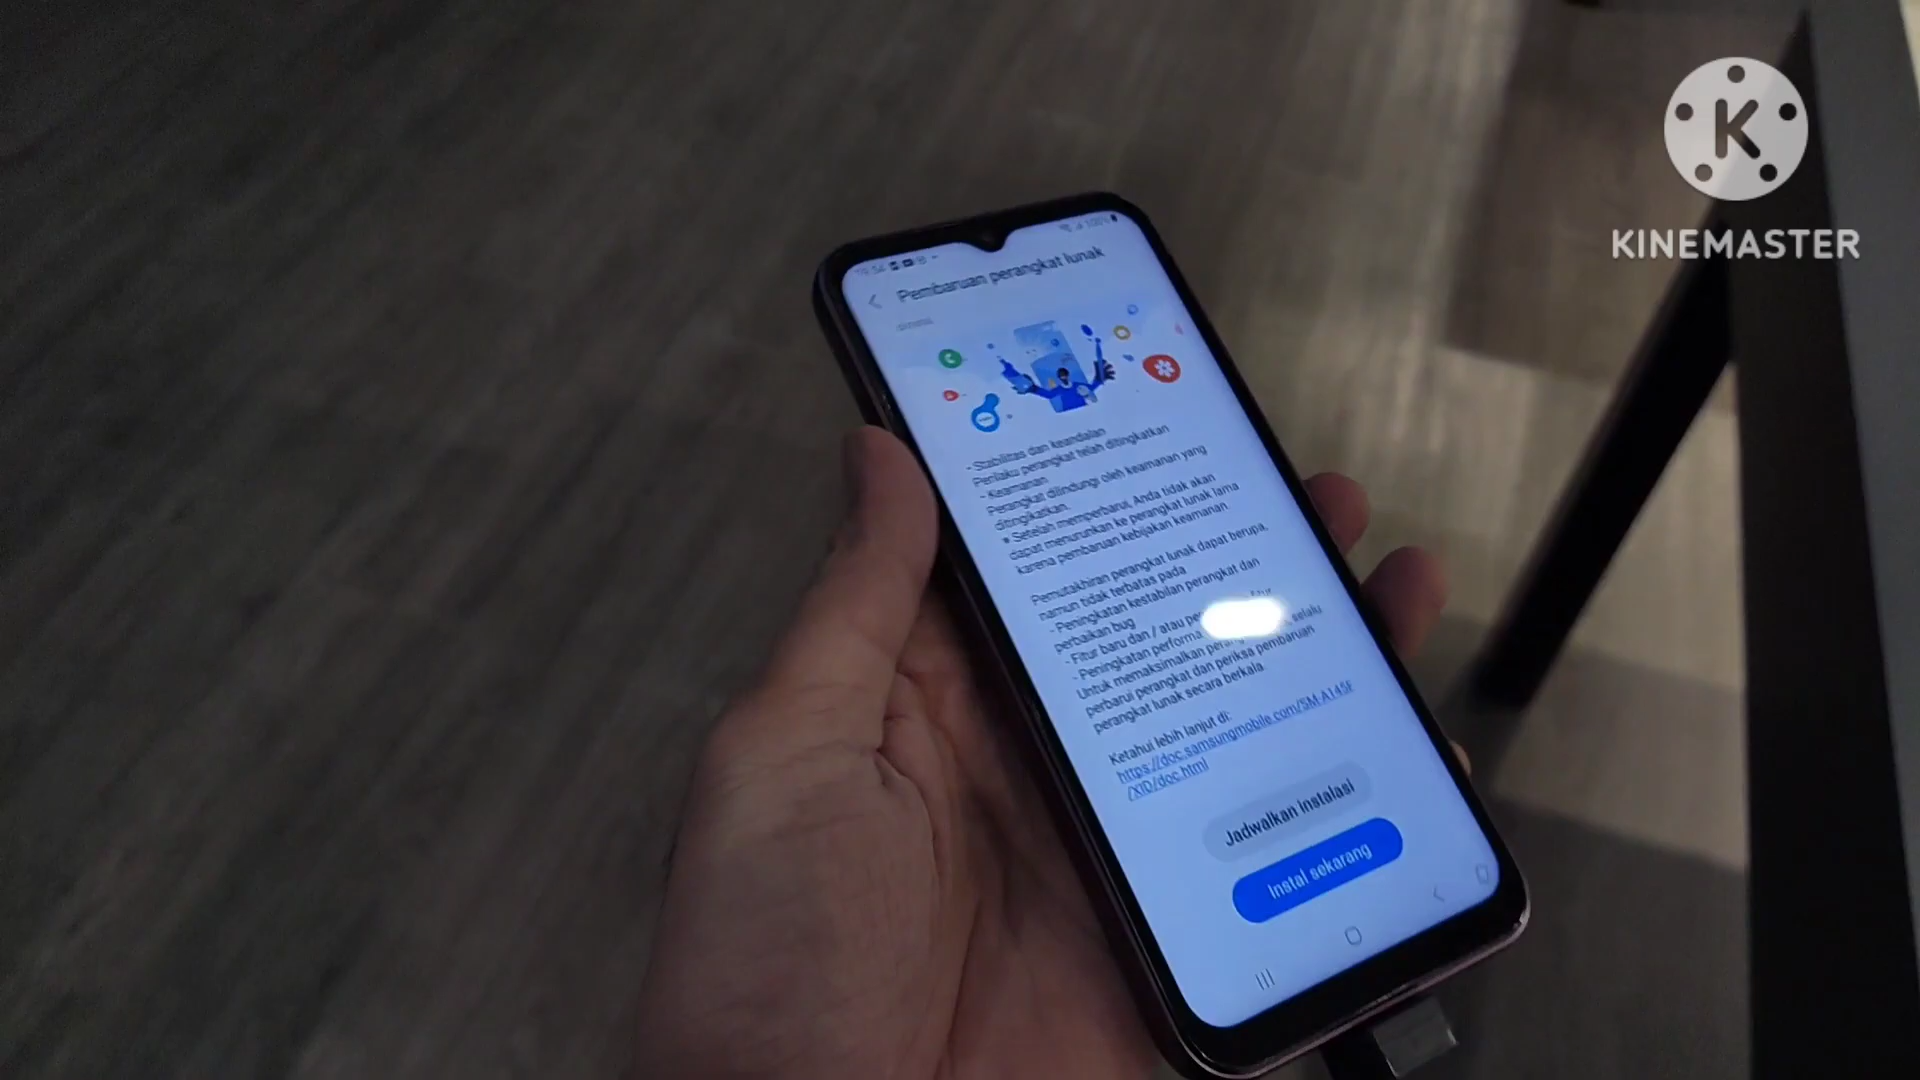 KINEMASTER
100%
Pembaruan perangkat lunak
- Stabilitas dan keandalan
Perilaku perangkat telah ditingkatkan
- Keamanan
Perangkat dilindungi oleh keamanan yang
ditingkatkan.
* Setelah memperbarui, Anda tidak akan
dapat menurunkan ke perangkat lunak lama
karena pembaruan kebijakan keamanan
Pemutakhiran perangkat lunak dapat berupa,
namun tidak terbatas pada
- Peningkatan kestabilan perangkat dan
perbaikan bug
- Fitur baru dan / atau
- Peningkatan performa
Untuk memaksimalkan selalu
perbarui perangkat dan periksa pembaruan
perangkat lunak secara berkala.
Ketahui lebih lanjut di:
https://doc.samsungmobile.com/SM-A145F
/XID/doc.html
Jadwalkan instalasi
Instal sekarang